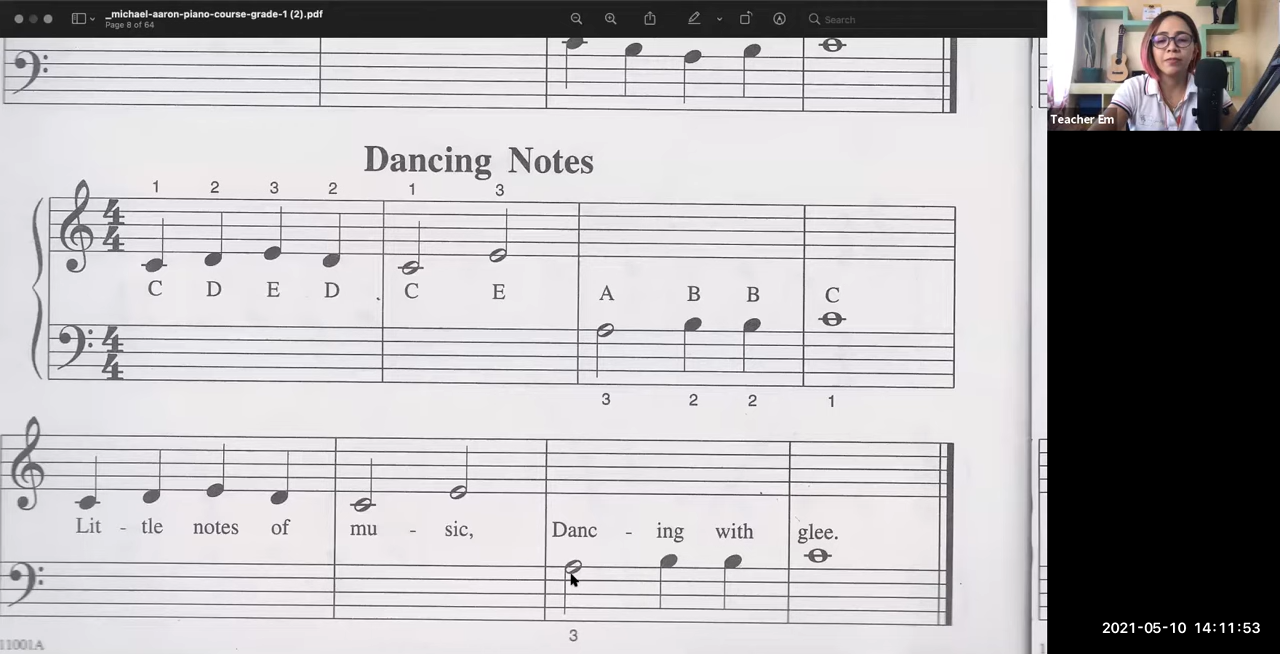 _michael-aaron-piano-course-grade-1 (2).pdf
Page 8 of 64
Search
Teacher Em
Dancing Notes
1 2 3 2 1 3
4 4
C D E D C E A B B C
4 4
3 2 2 1
Lit - tle notes of mu - sic, Danc - ing with glee.
3
11001A
2021-05-10 14:11:53